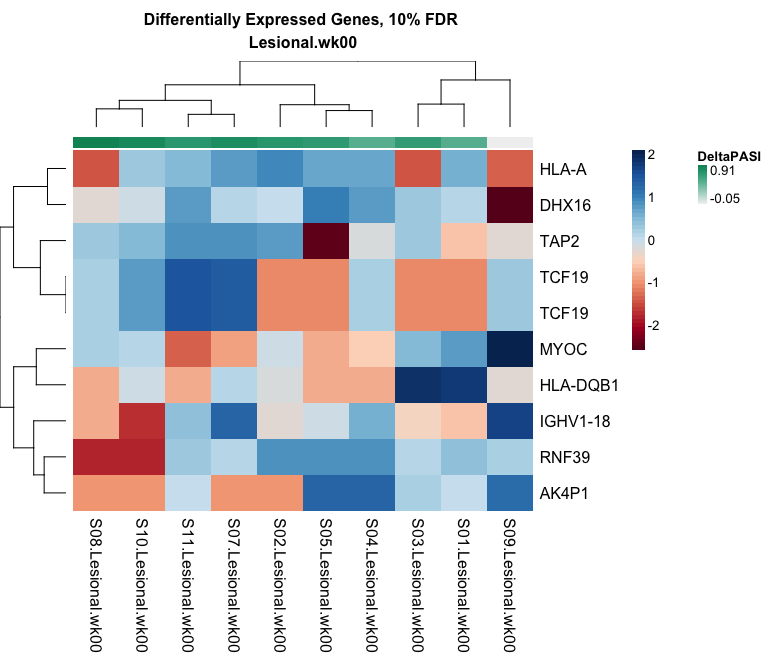 Differentially Expressed Genes, 10% FDR
Lesional.wk00
HLA-A
DHX16
TAP2
TCF19
TCF19
MYOC
HLA-DQB1
IGHV1-18
RNF39
AK4P1
S08.Lesional.wk00
S10.Lesional.wk00
S11.Lesional.wk00
S07.Lesional.wk00
S02.Lesional.wk00
S05.Lesional.wk00
S04.Lesional.wk00
S03.Lesional.wk00
S01.Lesional.wk00
S09.Lesional.wk00
2
1
0
-1
-2
DeltaPASI
0.91
-0.05